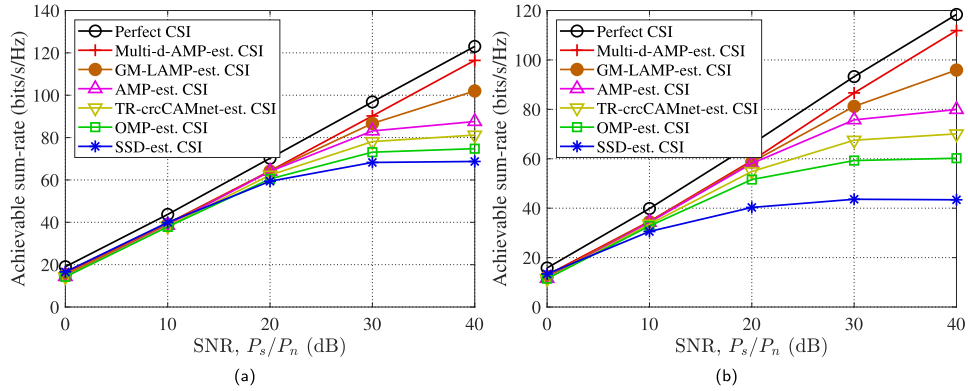 140
120
100
80
60
40
20
0
Achievable sum-rate (bits/s/Hz)
Perfect CSI
Multi-d-AMP-est. CSI
GM-LAMP-est. CSI
AMP-est. CSI
TR-crcCAMnet-est. CSI
OMP-est. CSI
SSD-est. CSI
0 10 20 30 40
SNR, Pₛ/Pₙ (dB)
(a)
120
100
80
60
40
20
0
Achievable sum-rate (bits/s/Hz)
Perfect CSI
Multi-d-AMP-est. CSI
GM-LAMP-est. CSI
AMP-est. CSI
TR-crcCAMnet-est. CSI
OMP-est. CSI
SSD-est. CSI
0 10 20 30 40
SNR, Pₛ/Pₙ (dB)
(b)